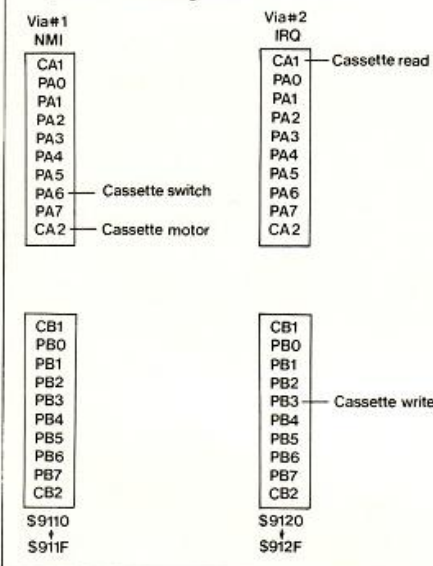 Via#1
NMI
CA1
PA0
PA1
PA2
PA3
PA4
PA5
PA6
Cassette switch
PA7
CA2
Cassette motor
CB1
PB0
PB1
PB2
PB3
PB4
PB5
PB6
PB7
CB2
$9110
$911F
Via#2
IRQ
CA1
Cassette read
PA0
PA1
PA2
PA3
PA4
PA5
PA6
PA7
CA2
CB1
PB0
PB1
PB2
PB3
Cassette write
PB4
PB5
PB6
PB7
CB2
$9120
$912F